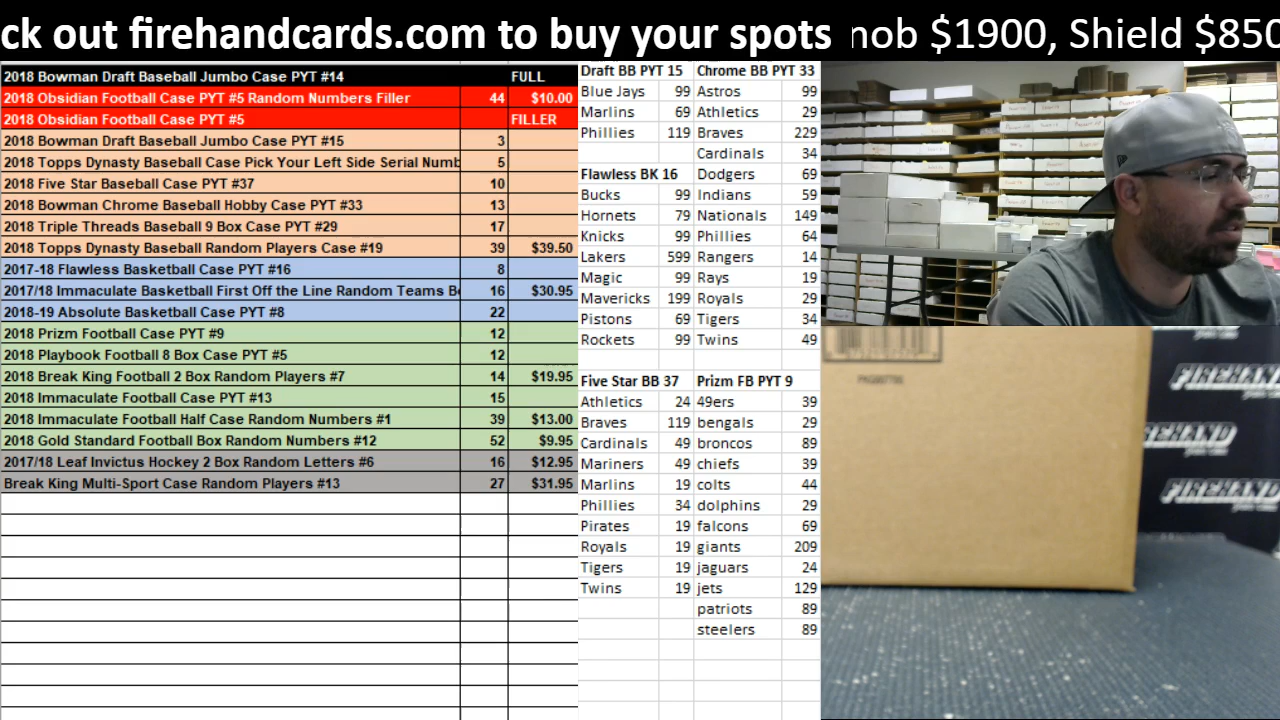 ck out firehandcards.com to buy your spots
nob $1900, Shield $850
2018 Bowman Draft Baseball Jumbo Case PYT #14 FULL
2018 Obsidian Football Case PYT #5 Random Numbers Filler 44 $10.00
2018 Obsidian Football Case PYT #5 FILLER
2018 Bowman Draft Baseball Jumbo Case PYT #15 3
2018 Topps Dynasty Baseball Case Pick Your Left Side Serial Numb 5
2018 Five Star Baseball Case PYT #37 10
2018 Bowman Chrome Baseball Hobby Case PYT #33 13
2018 Triple Threads Baseball 9 Box Case PYT #29 17
2018 Topps Dynasty Baseball Random Players Case #19 39 $39.50
2017-18 Flawless Basketball Case PYT #16 8
2017/18 Immaculate Basketball First Off the Line Random Teams B 16 $30.95
2018-19 Absolute Basketball Case PYT #8 22
2018 Prizm Football Case PYT #9 12
2018 Playbook Football 8 Box Case PYT #5 12
2018 Break King Football 2 Box Random Players #7 14 $19.95
2018 Immaculate Football Case PYT #13 15
2018 Immaculate Football Half Case Random Numbers #1 39 $13.00
2018 Gold Standard Football Box Random Numbers #12 52 $9.95
2017/18 Leaf Invictus Hockey 2 Box Random Letters #6 16 $12.95
Break King Multi-Sport Case Random Players #13 27 $31.95
Draft BB PYT 15
Blue Jays 99
Marlins 69
Phillies 119
Flawless BK 16
Bucks 99
Hornets 79
Knicks 99
Lakers 599
Magic 99
Mavericks 199
Pistons 69
Rockets 99
Five Star BB 37
Athletics 24
Braves 119
Cardinals 49
Mariners 49
Marlins 19
Phillies 34
Pirates 19
Royals 19
Tigers 19
Twins 19
Chrome BB PYT 33
Astros 99
Athletics 29
Braves 229
Cardinals 34
Dodgers 69
Indians 59
Nationals 149
Phillies 64
Rangers 14
Rays 19
Royals 29
Tigers 34
Twins 49
Prizm FB PYT 9
49ers 39
bengals 29
broncos 89
chiefs 39
colts 44
dolphins 29
falcons 69
giants 209
jaguars 24
jets 129
patriots 89
steelers 89
FIREHAND
FIREHAND
FIREHAND